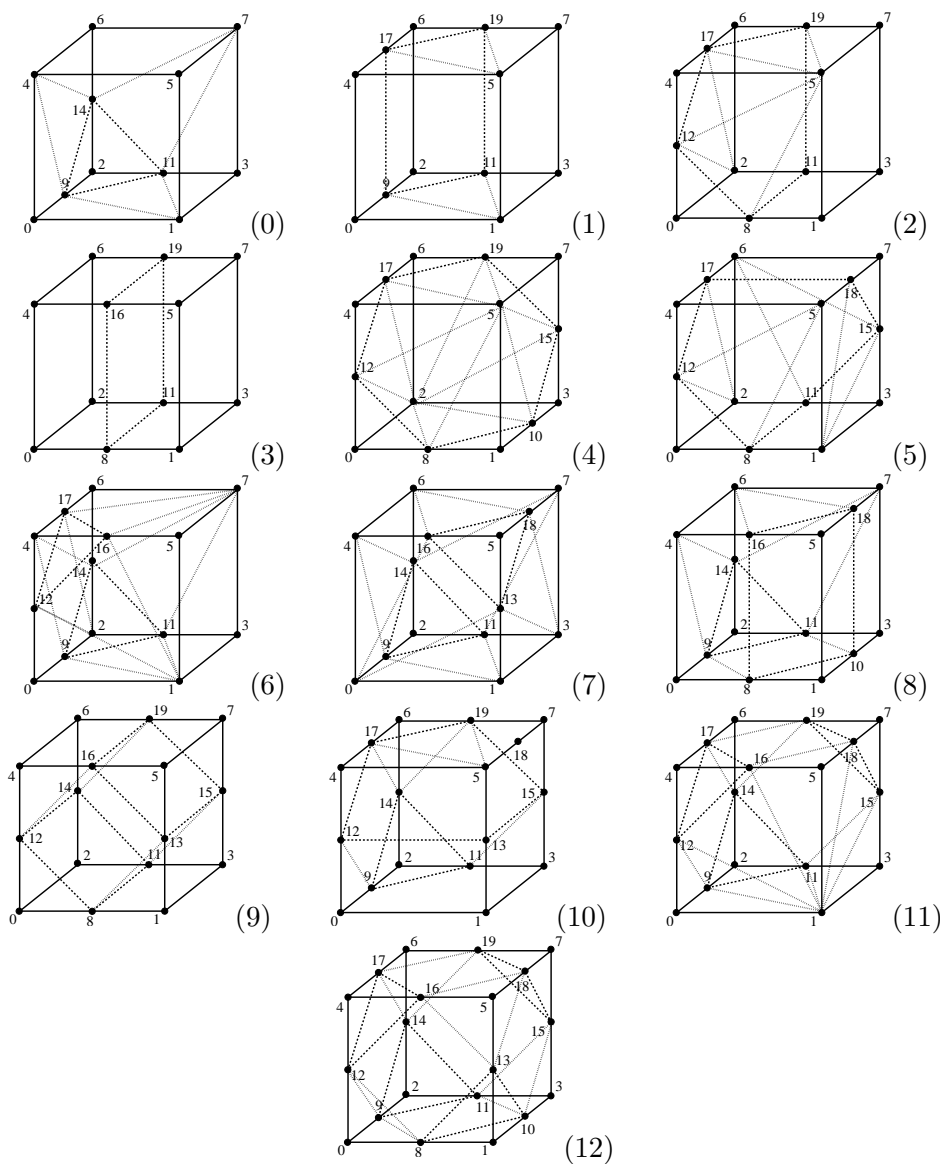 6 7 4 5 14 2 11 3 9 0 1 (0)
6 19 7 17 4 5 2 11 3 9 0 1 (1)
6 19 7 17 4 5 12 2 11 3 0 8 1 (2)
6 19 7 4 16 5 2 11 3 0 8 1 (3)
6 19 7 17 4 5 15 12 2 3 10 0 8 1 (4)
6 7 17 18 4 5 15 12 2 11 3 0 8 1 (5)
6 7 17 4 16 5 14 12 2 11 3 9 0 1 (6)
6 7 18 4 16 5 14 13 2 11 3 9 0 1 (7)
6 7 18 4 16 5 14 2 11 3 9 10 0 8 1 (8)
6 19 7 16 4 5 14 15 12 13 2 11 3 0 8 1 (9)
6 19 7 17 18 4 5 14 15 12 13 2 11 3 9 0 1 (10)
6 19 7 17 18 4 16 5 14 15 12 2 11 3 9 0 1 (11)
6 19 7 17 18 16 4 5 14 15 13 12 2 3 9 11 10 0 8 1 (12)